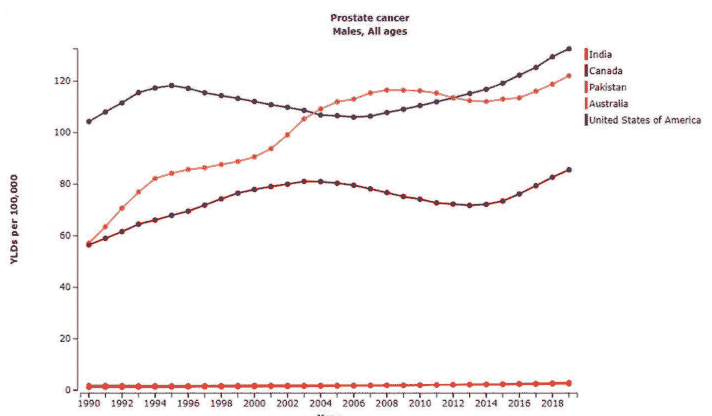 Prostate cancer
Males, All ages
India
Canada
Pakistan
Australia
United States of America
YLDs per 100,000
120
100
80
60
40
20
0
1990 1992 1994 1996 1998 2000 2002 2004 2006 2008 2010 2012 2014 2016 2018